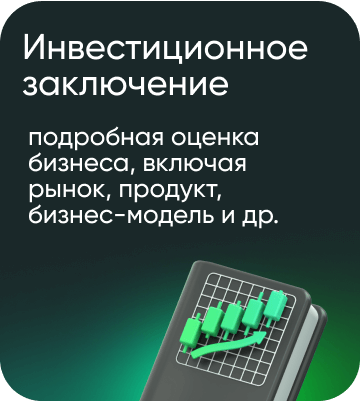 Инвестиционное
заключение
подробная оценка
бизнеса, включая
рынок, продукт,
бизнес-модель и др.